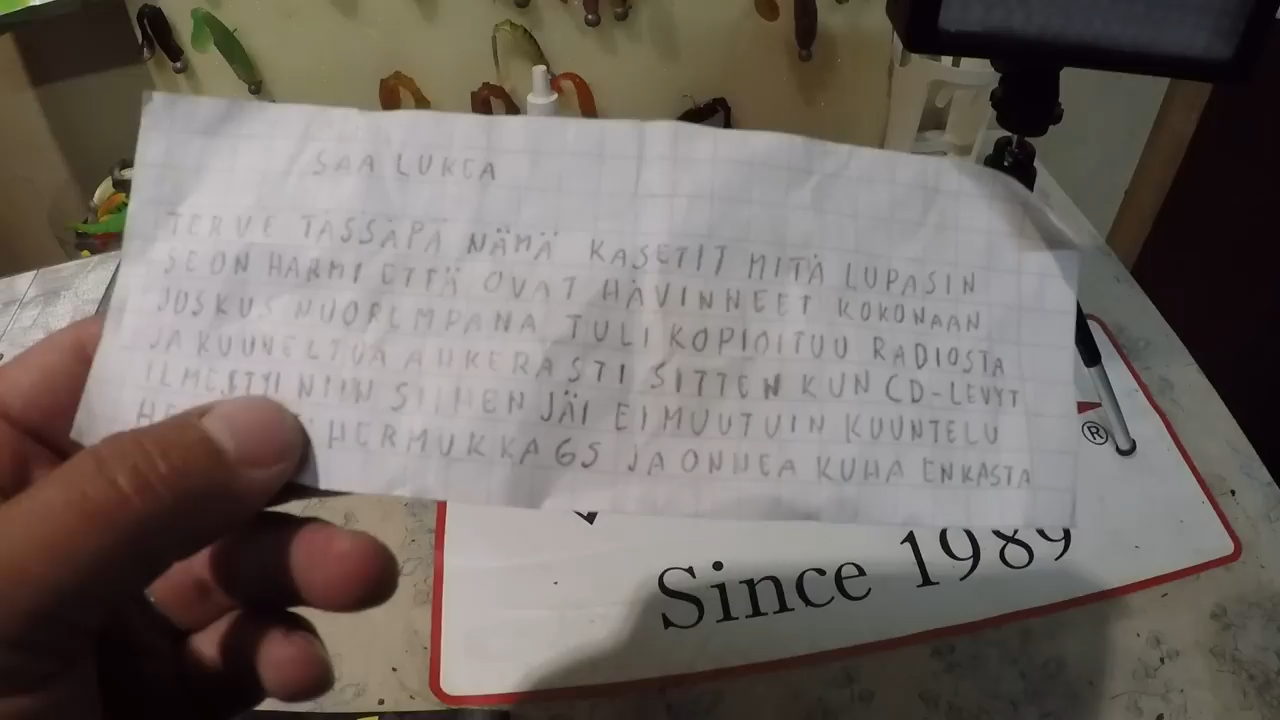 SAA LUKEA
TERVE TÄSSÄPÄ NÄMÄ KASETIT MITÄ LUPASIN
SE ON HARMI ETTÄ OVAT HÄVINNEET KOKONAAN
JOSKUS NUOREMPANA TULI KOPIOITUU RADIOSTA
JA KUUNELTUA AHKERASTI SITTEN KUN CD-LEVYT
ILMESTYI NIIN SIIHEN JÄI EI MUUTUIN KUUNTELU
HERMUKKA 65 JA ONNEA KUHA ENKASTA
Since 1989
®